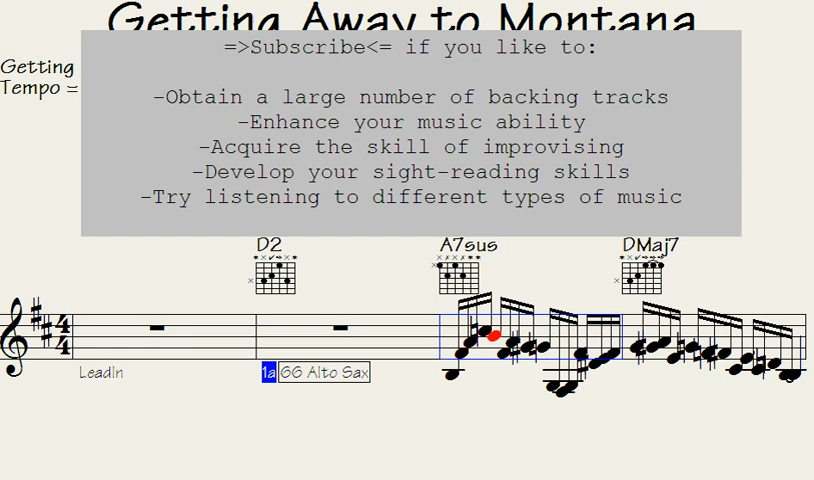 Getting Away to Montana
=>Subscribe<= if you like to:
Getting
Tempo =
-Obtain a large number of backing tracks
-Enhance your music ability
-Acquire the skill of improvising
-Develop your sight-reading skills
-Try listening to different types of music
D2 A7sus DMaj7
4
4
LeadIn 1a 66 Alto Sax